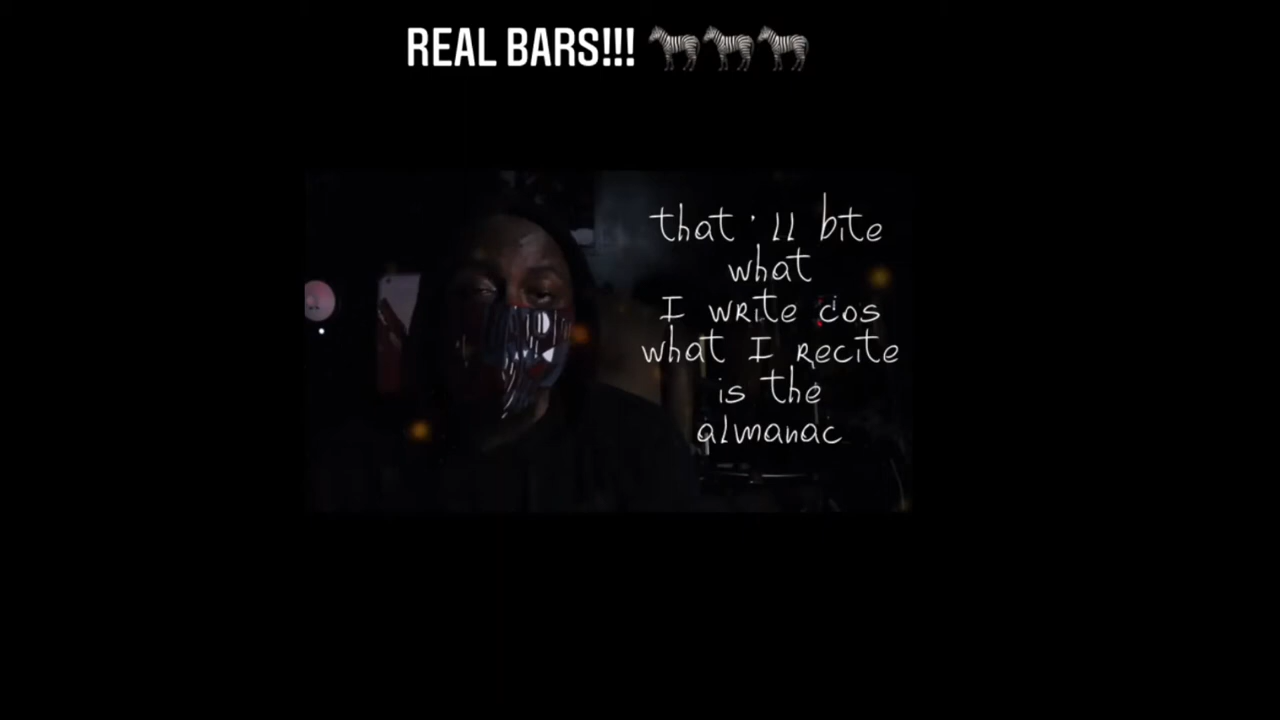 REAL BARS!!! 🦓🦓🦓
that'll bite
what
I write cos
what I recite
is the
almanac